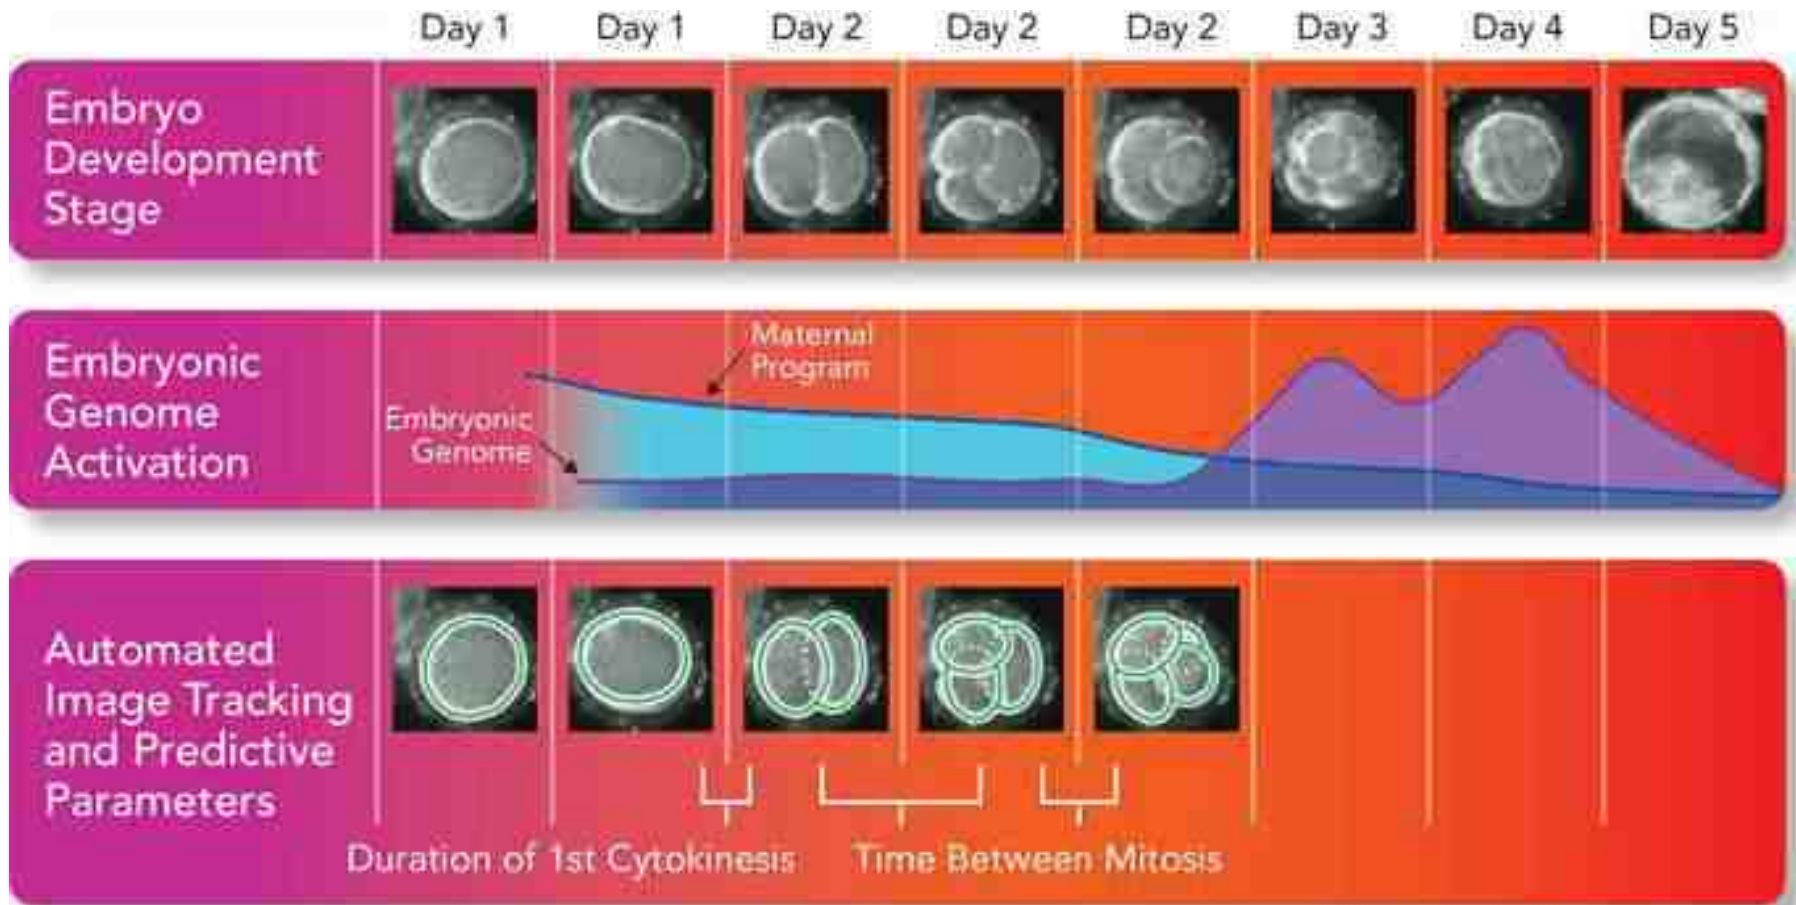 Day 1 Day 1 Day 2 Day 2 Day 2 Day 3 Day 4 Day 5
Embryo
Development
Stage
Embryonic
Genome
Activation
Maternal
Program
Embryonic
Genome
Automated
Image Tracking
and Predictive
Parameters
Duration of 1st Cytokinesis
Time Between Mitosis